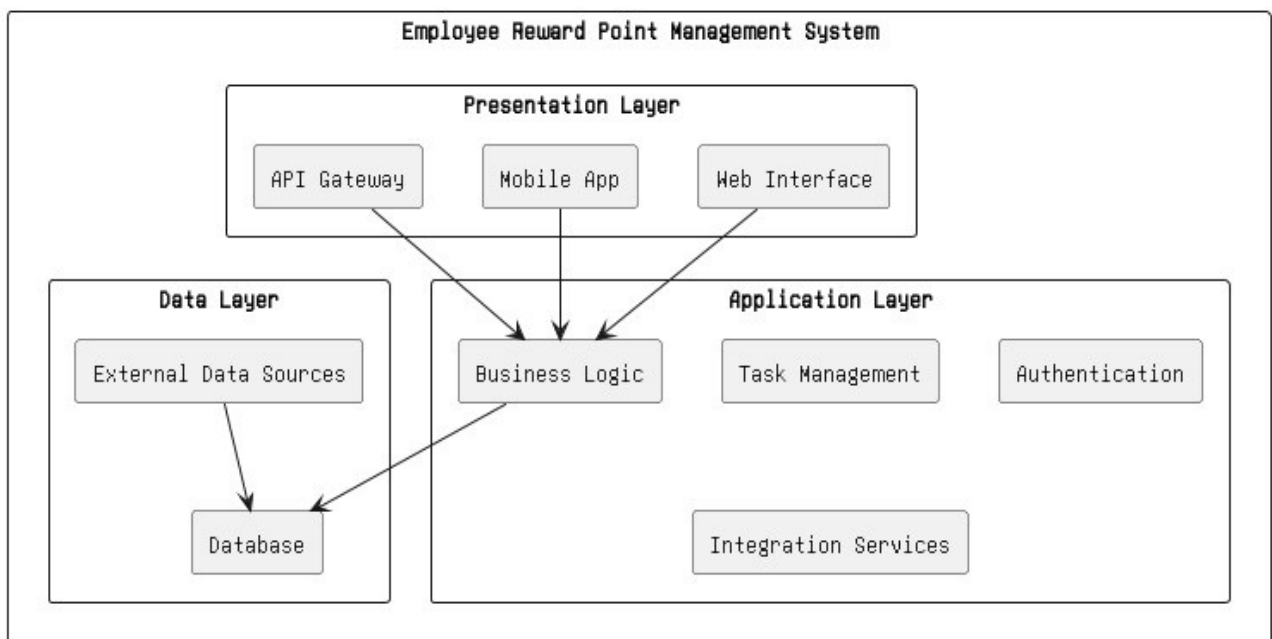 Employee Reward Point Management System
Presentation Layer
API Gateway
Mobile App
Web Interface
Data Layer
External Data Sources
Database
Application Layer
Business Logic
Task Management
Authentication
Integration Services